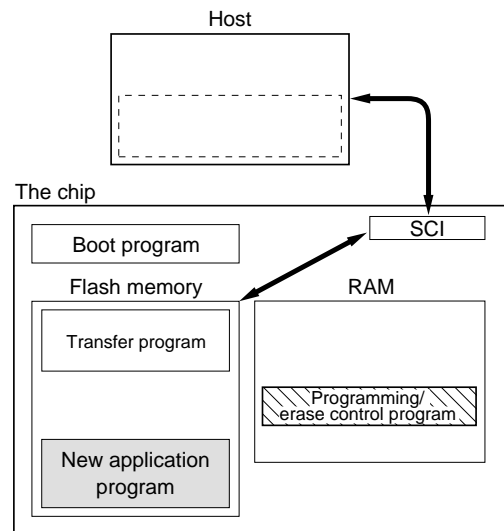 Host
The chip
SCI
Boot program
Flash memory
RAM
Transfer program
Programming/
erase control program
New application
program